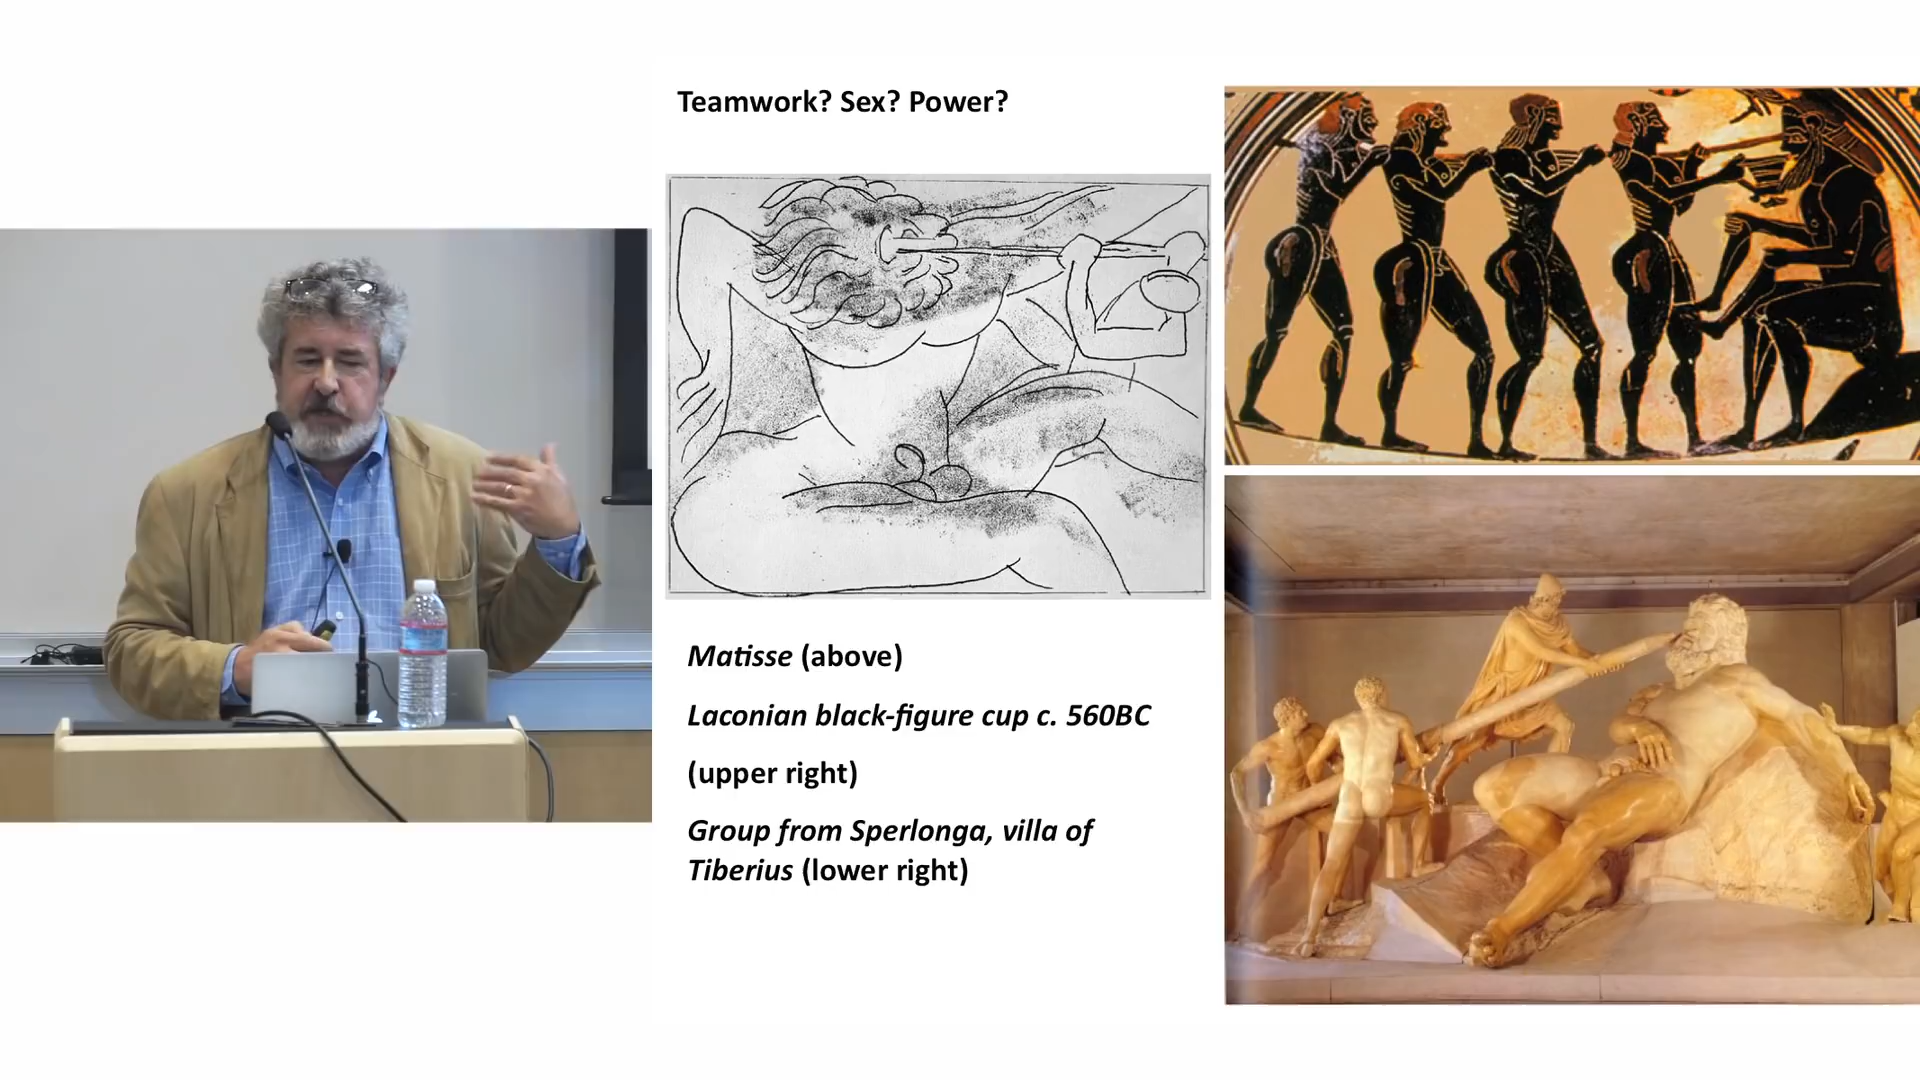 Teamwork? Sex? Power?
Matisse (above)
Laconian black-figure cup c. 560BC
(upper right)
Group from Sperlonga, villa of
Tiberius (lower right)